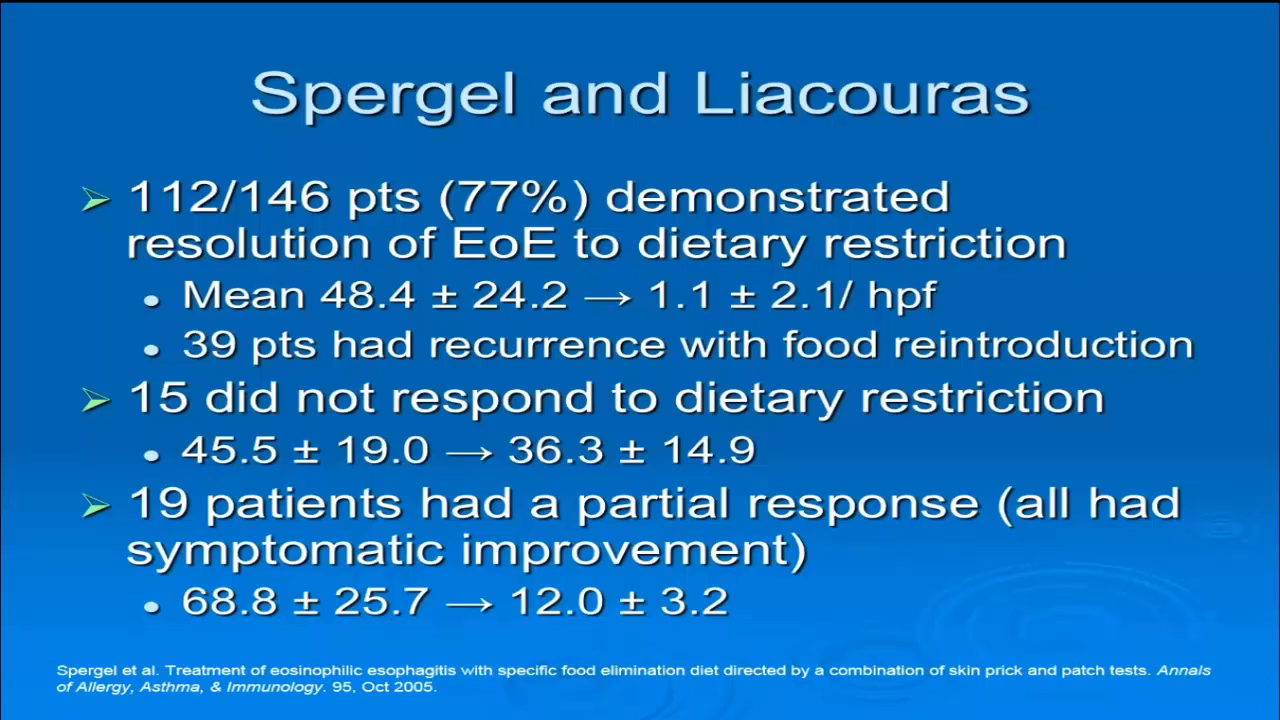 Spergel and Liacouras
112/146 pts (77%) demonstrated
resolution of EoE to dietary restriction
Mean 48.4 ± 24.2 → 1.1 ± 2.1/ hpf
39 pts had recurrence with food reintroduction
15 did not respond to dietary restriction
45.5 ± 19.0 → 36.3 ± 14.9
19 patients had a partial response (all had
symptomatic improvement)
68.8 ± 25.7 → 12.0 ± 3.2
Spergel et al. Treatment of eosinophilic esophagitis with specific food elimination diet directed by a combination of skin prick and patch tests. Annals
of Allergy, Asthma, & Immunology. 95, Oct 2005.